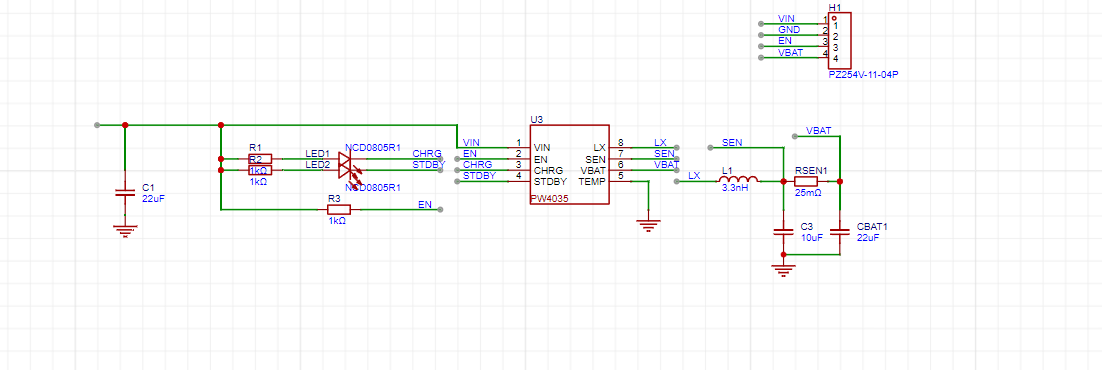 H1
VIN 1 1
GND 2 2
EN 3 3
VBAT 4 4
PZ254V-11-04P
U3
VBAT
R1 LED1 NCD0805R1 CHRG VIN 1 VIN LX 8 LX SEN
R2 LED2 STDBY EN 2 EN SEN 7 SEN
1kΩ CHRG 3 CHRG VBAT 6 VBAT L1 RSEN1
1kΩ NCD0805R1 STDBY 4 STDBY TEMP 5 LX
C1 3.3nH 25mΩ
22uF R3 EN PW4035
1kΩ C3 CBAT1
10uF 22uF